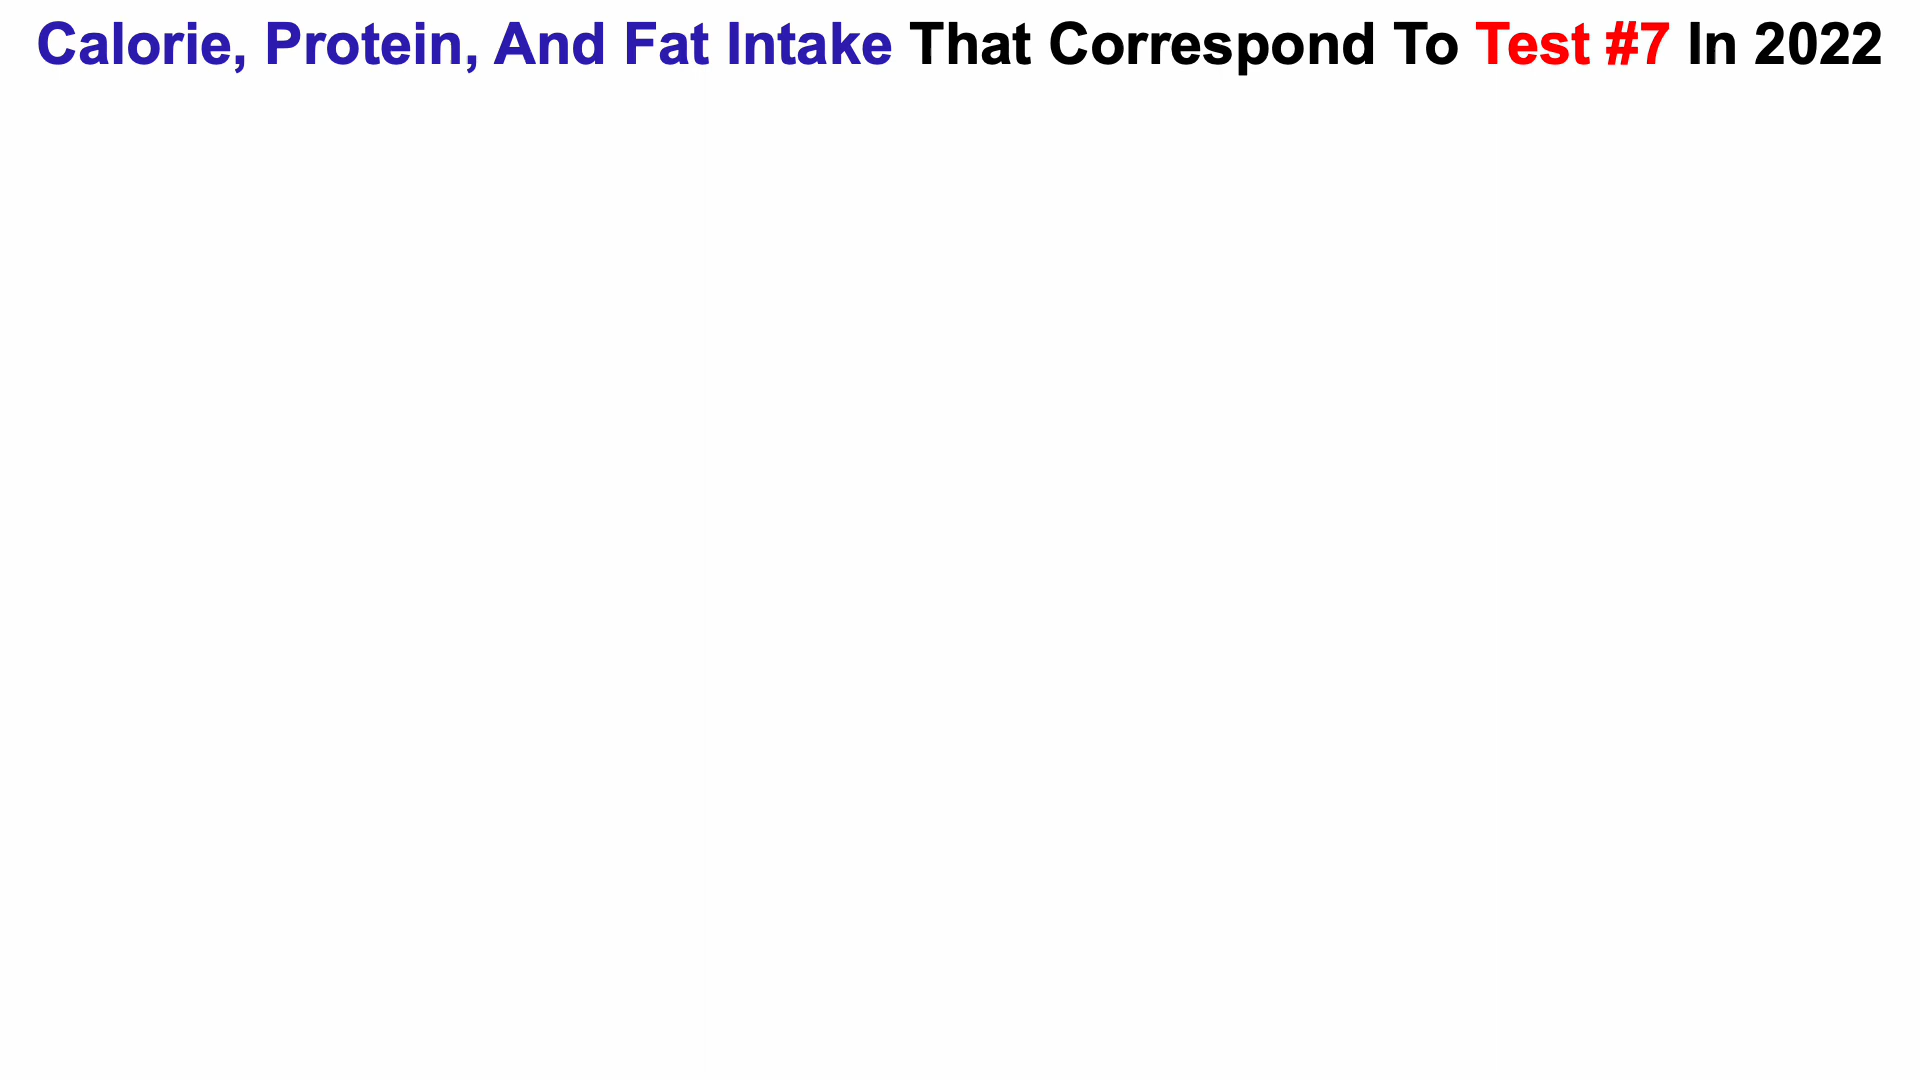 Calorie, Protein, And Fat Intake That Correspond To Test #7 In 2022